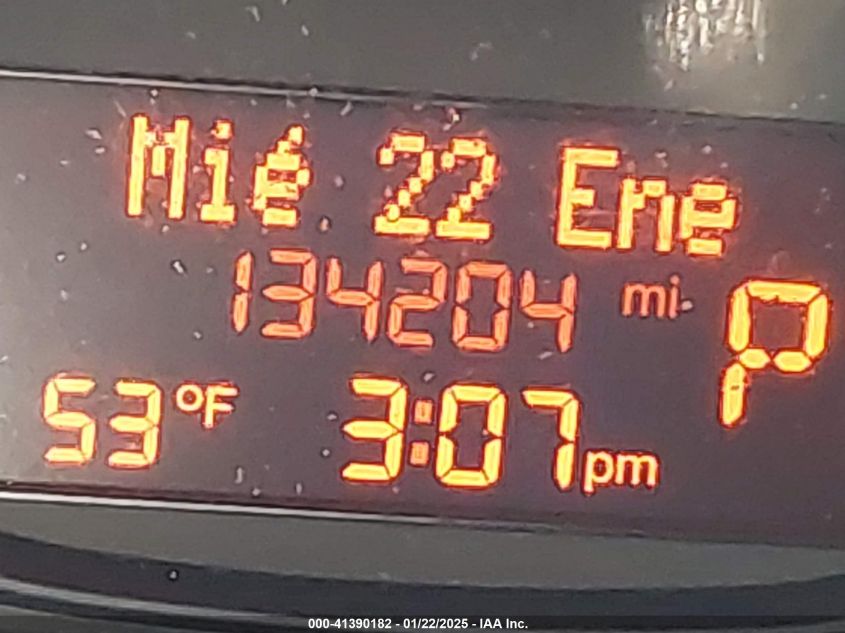 Mié 22 Ene
134204 mi
P
53 °F 3:07 pm
000-41390182 - 01/22/2025 - IAA Inc.